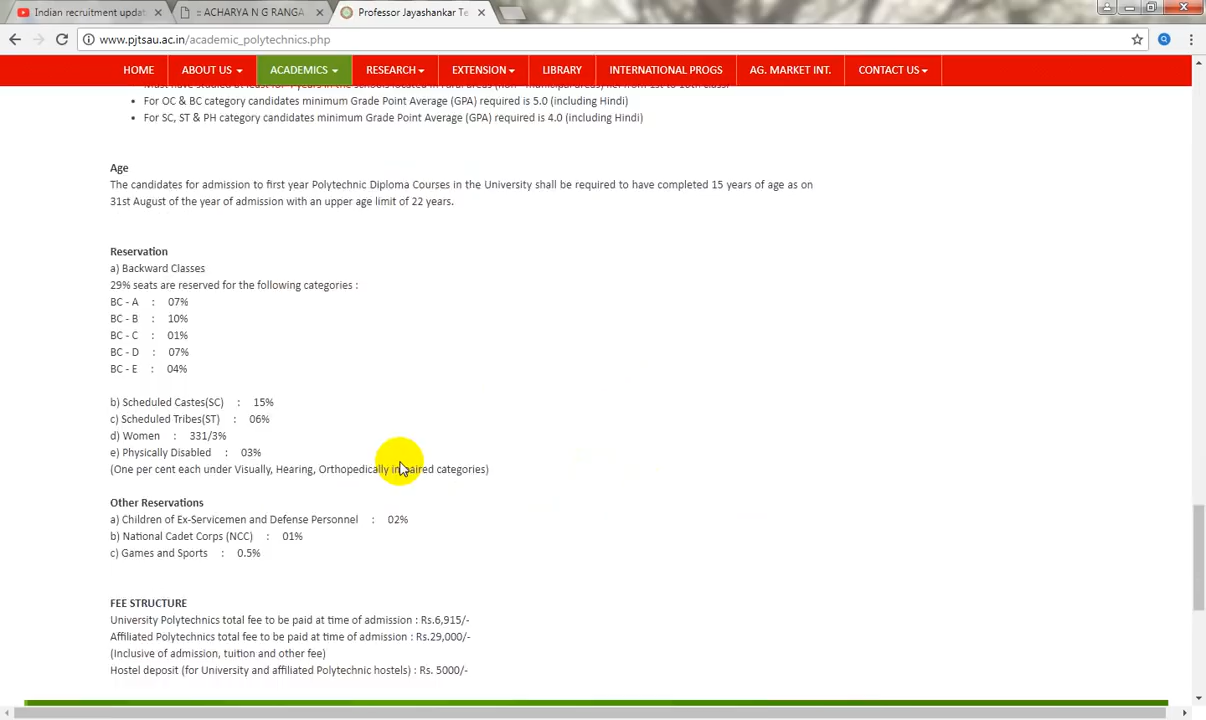 Indian recruitment updat
:: ACHARYA N G RANGA
Professor Jayashankar Te
www.pjtsau.ac.in/academic_polytechnics.php
HOME
ABOUT US
ACADEMICS
RESEARCH
EXTENSION
LIBRARY
INTERNATIONAL PROGS
AG. MARKET INT.
CONTACT US
For OC & BC category candidates minimum Grade Point Average (GPA) required is 5.0 (including Hindi)
For SC, ST & PH category candidates minimum Grade Point Average (GPA) required is 4.0 (including Hindi)
Age
The candidates for admission to first year Polytechnic Diploma Courses in the University shall be required to have completed 15 years of age as on
31st August of the year of admission with an upper age limit of 22 years.
Reservation
a) Backward Classes
29% seats are reserved for the following categories :
BC - A : 07%
BC - B : 10%
BC - C : 01%
BC - D : 07%
BC - E : 04%
b) Scheduled Castes(SC) : 15%
c) Scheduled Tribes(ST) : 06%
d) Women : 331/3%
e) Physically Disabled : 03%
(One per cent each under Visually, Hearing, Orthopedically impaired categories)
Other Reservations
a) Children of Ex-Servicemen and Defense Personnel : 02%
b) National Cadet Corps (NCC) : 01%
c) Games and Sports : 0.5%
FEE STRUCTURE
University Polytechnics total fee to be paid at time of admission : Rs.6,915/-
Affiliated Polytechnics total fee to be paid at time of admission : Rs.29,000/-
(Inclusive of admission, tuition and other fee)
Hostel deposit (for University and affiliated Polytechnic hostels) : Rs. 5000/-